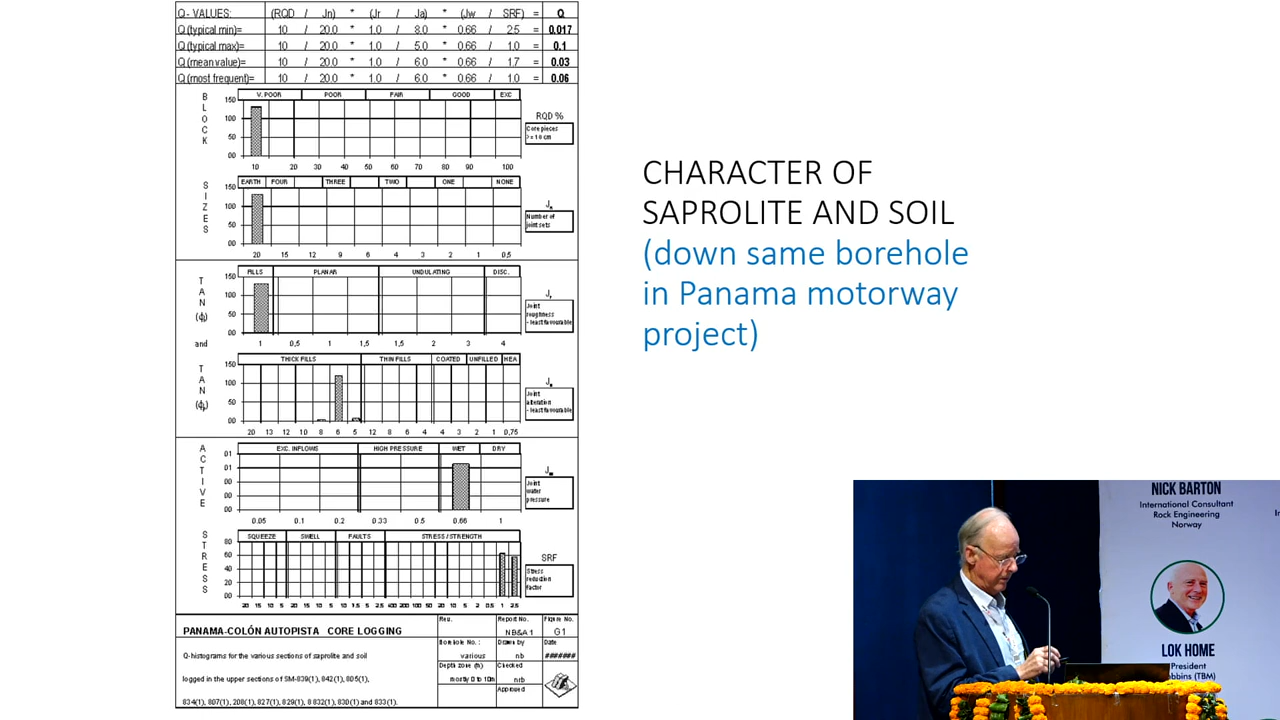 Q - VALUES: (RQD / Jn) * (Jr / Ja) * (Jw / SRF) = Q
Q (typical min)= 10 / 20.0 * 1.0 / 8.0 * 0.66 / 2.5 = 0.017
Q (typical max)= 10 / 20.0 * 1.0 / 5.0 * 0.66 / 1.0 = 0.1
Q (mean value)= 10 / 20.0 * 1.0 / 6.0 * 0.66 / 1.7 = 0.03
Q (most frequent)= 10 / 20.0 * 1.0 / 6.0 * 0.66 / 1.0 = 0.06
BLOCK
V. POOR POOR FAIR GOOD EXC
150
100
50
00
10 20 30 40 50 60 70 80 90 100
RQD %
Core pieces
>= 10 cm
SIZES
EARTH FOUR THREE TWO ONE NONE
150
100
50
00
20 15 12 9 6 4 3 2 1 0,5
Jn
Number of
joint sets
TAN (ϕr)
FILLS PLANAR UNDULATING DISC.
150
100
50
00
1 0,5 1 1,5 1,5 2 3 4
Jr
Joint
roughness
- least favourable
and
TAN (ϕp)
THICK FILLS THIN FILLS COATED UNFILLED HEA
150
100
50
00
20 13 12 10 8 6 5 12 8 6 4 4 3 2 1 0,75
Ja
Joint
alteration
- least favourable
ACTIVE
EXC. INFLOWS HIGH PRESSURE WET DRY
01
01
00
00
00
0.05 0.1 0.2 0.33 0.5 0.66 1
Jw
Joint
water
pressure
STRESS
SQUEEZE SWELL FAULTS STRESS / STRENGTH
80
60
40
20
00
20 15 10 5 20 15 10 5 10 7.5 5 2.5 400 200 100 50 20 10 5 2 0.5 1 2.5
SRF
Stress
reduction
factor
PANAMA-COLÓN AUTOPISTA CORE LOGGING
Q-histograms for the various sections of saprolite and soil
logged in the upper sections of SM-839(1), 842(1), 805(1),
834(1), 807(1), 208(1), 827(1), 829(1), 8 832(1), 830(1) and 833(1).
Rev. Report No. Figure No.
NB&A 1 G1
Borehole No. : Drawn by Date
various nb #######
Depth zone (m) Checked
mostly 0 to 10m nrb
Approved
CHARACTER OF
SAPROLITE AND SOIL
(down same borehole
in Panama motorway
project)
NICK BARTON
International Consultant
Rock Engineering
Norway
LOK HOME
President